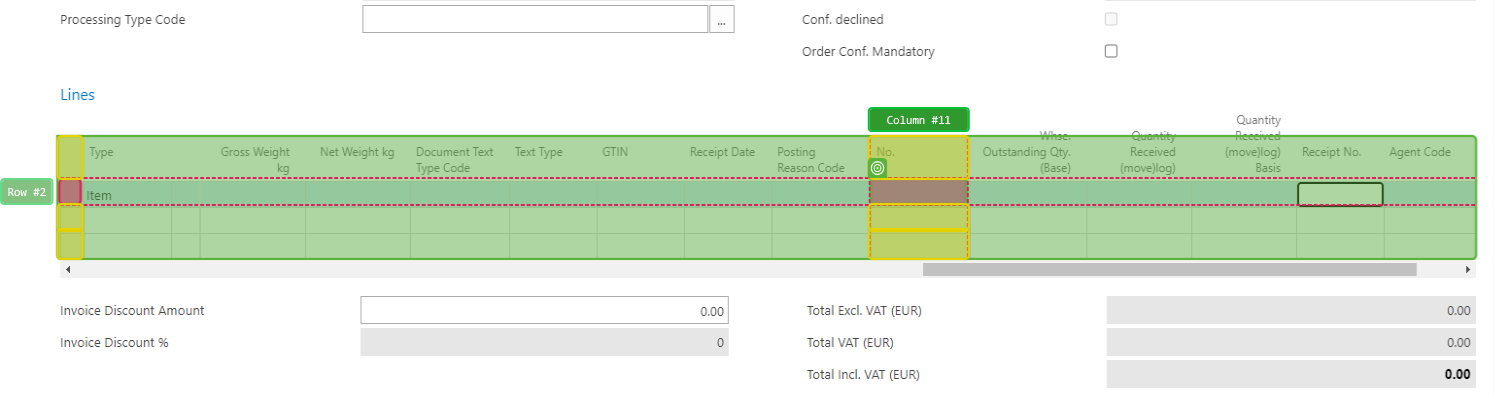 Processing Type Code
...
Conf. declined
Order Conf. Mandatory
Lines
Column #11
Type
Gross Weight
kg
Net Weight kg
Document Text
Type Code
Text Type
GTIN
Receipt Date
Posting
Reason Code
No.
Whse.
Outstanding Qty.
(Base)
Quantity
Received
(move)log)
Quantity
Received
(move)log)
Basis
Receipt No.
Agent Code
Row #2
Item
Invoice Discount Amount
0.00
Total Excl. VAT (EUR)
0.00
Invoice Discount %
0
Total VAT (EUR)
0.00
Total Incl. VAT (EUR)
0.00